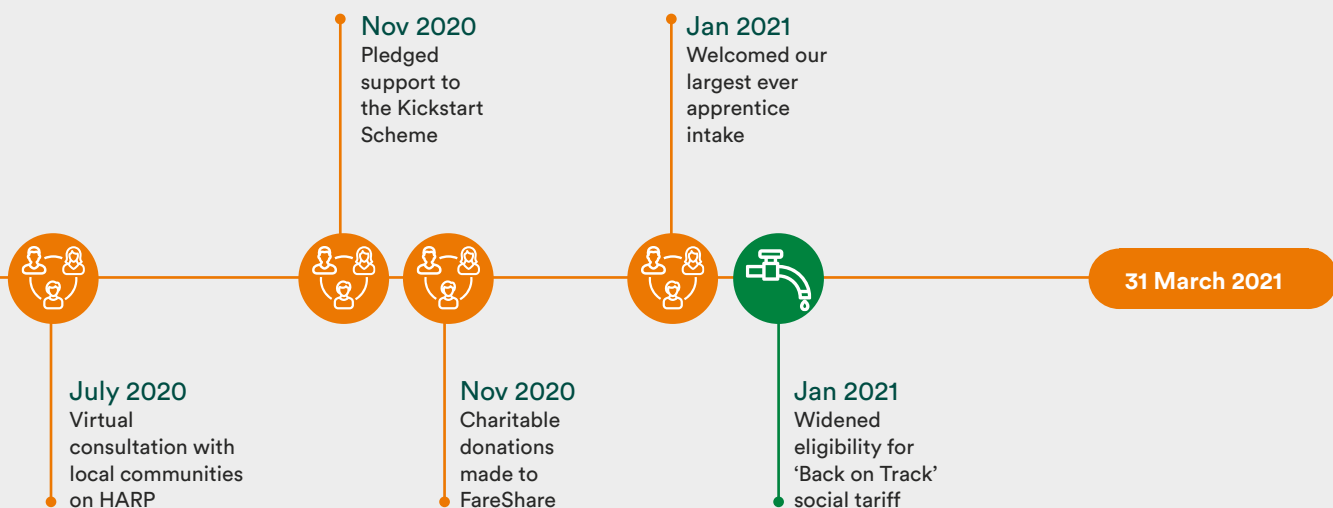 Nov 2020
Pledged
support to
the Kickstart
Scheme
Jan 2021
Welcomed our
largest ever
apprentice
intake
31 March 2021
July 2020
Virtual
consultation with
local communities
on HARP
Nov 2020
Charitable
donations
made to
FareShare
Jan 2021
Widened
eligibility for
‘Back on Track’
social tariff